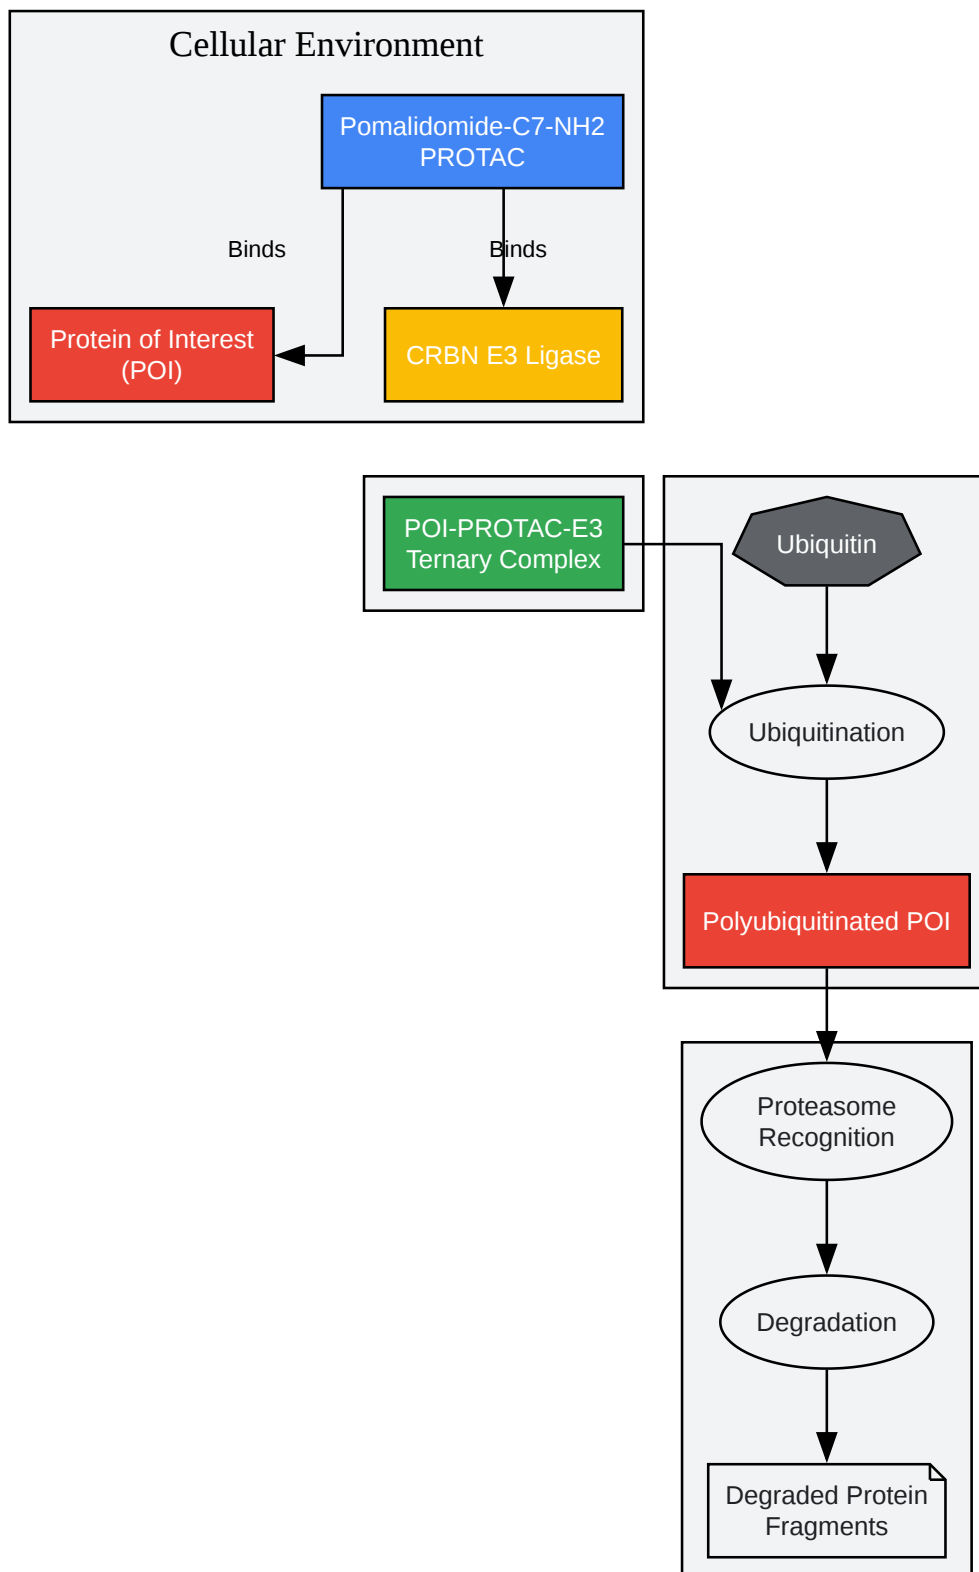 Cellular Environment
Pomalidomide-C7-NH2
PROTAC
Binds
Binds
Protein of Interest
(POI)
CRBN E3 Ligase
POI-PROTAC-E3
Ternary Complex
Ubiquitin
Ubiquitination
Polyubiquitinated POI
Proteasome
Recognition
Degradation
Degraded Protein
Fragments